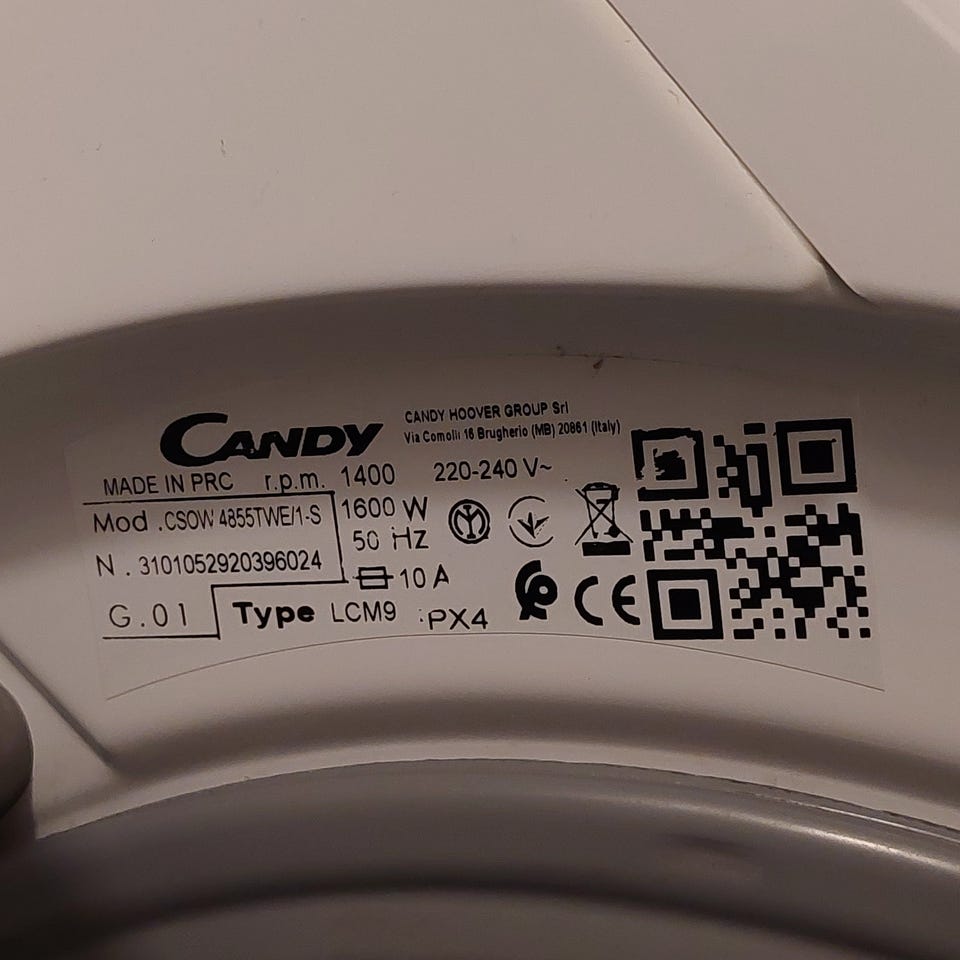 CANDY
CANDY HOOVER GROUP Srl
Via Comolli 16 Brugherio (MB) 20861 (Italy)
MADE IN PRC r.p.m. 1400 220-240 V~
Mod .CSOW 4855TWE/1-S 1600 W
50 Hz
N . 3101052920396024
10 A
G.01 Type LCM9 iPX4
CE